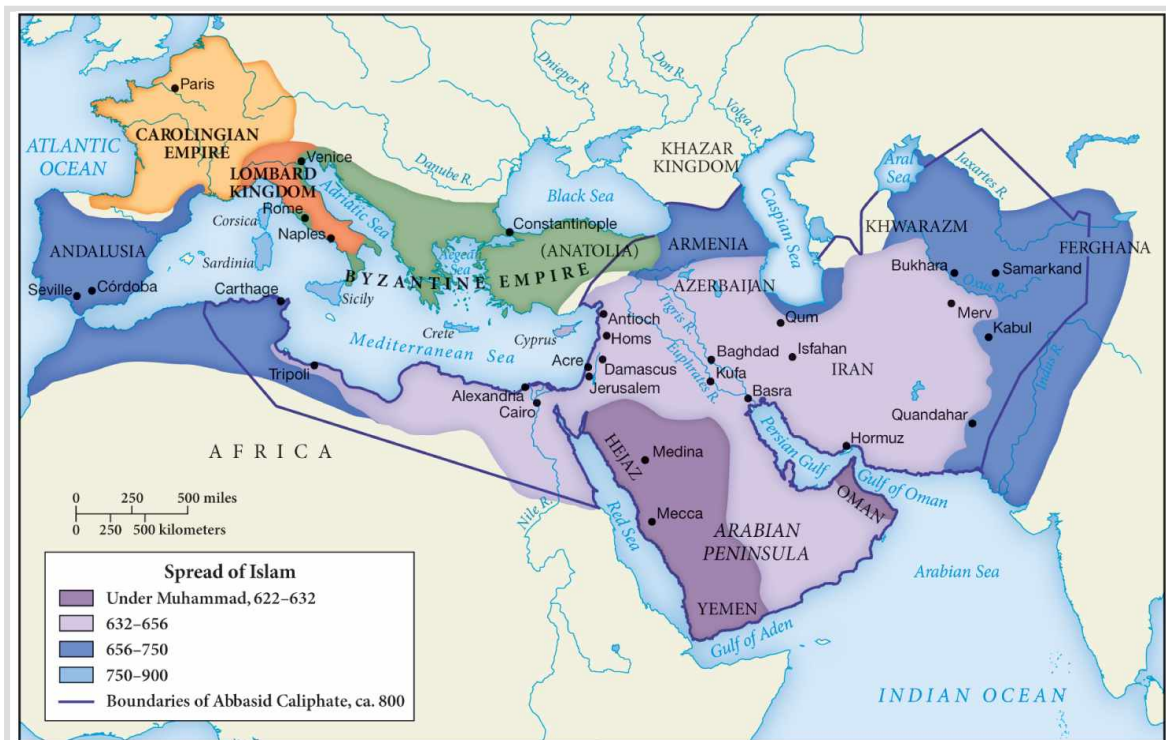 Paris
CAROLINGIAN
EMPIRE
ATLANTIC
OCEAN
LOMBARD
KINGDOM
Venice
Adriatic Sea
Rome
Corsica
Naples
Sardinia
ANDALUSIA
Seville
Córdoba
Carthage
Sicily
Danube R.
Dnieper R.
Don R.
Volga R.
KHAZAR
KINGDOM
Black Sea
Caspian Sea
Aral
Sea
Jaxartes R.
Constantinople
(ANATOLIA)
Aegean
Sea
BYZANTINE EMPIRE
ARMENIA
AZERBAIJAN
KHWARAZM
FERGHANA
Bukhara
Samarkand
Oxus R.
Merv
Kabul
Indus R.
Crete
Cyprus
Mediterranean Sea
Antioch
Homs
Tigris R.
Euphrates R.
Qum
Baghdad
Isfahan
IRAN
Acre
Damascus
Jerusalem
Kufa
Basra
Tripoli
Alexandria
Cairo
Quandahar
Hormuz
Persian Gulf
Gulf of Oman
OMAN
HEJAZ
Medina
Mecca
Nile R.
Red Sea
ARABIAN
PENINSULA
YEMEN
Gulf of Aden
Arabian Sea
INDIAN OCEAN
AFRICA
0 250 500 miles
0 250 500 kilometers
Spread of Islam
Under Muhammad, 622–632
632–656
656–750
750–900
Boundaries of Abbasid Caliphate, ca. 800